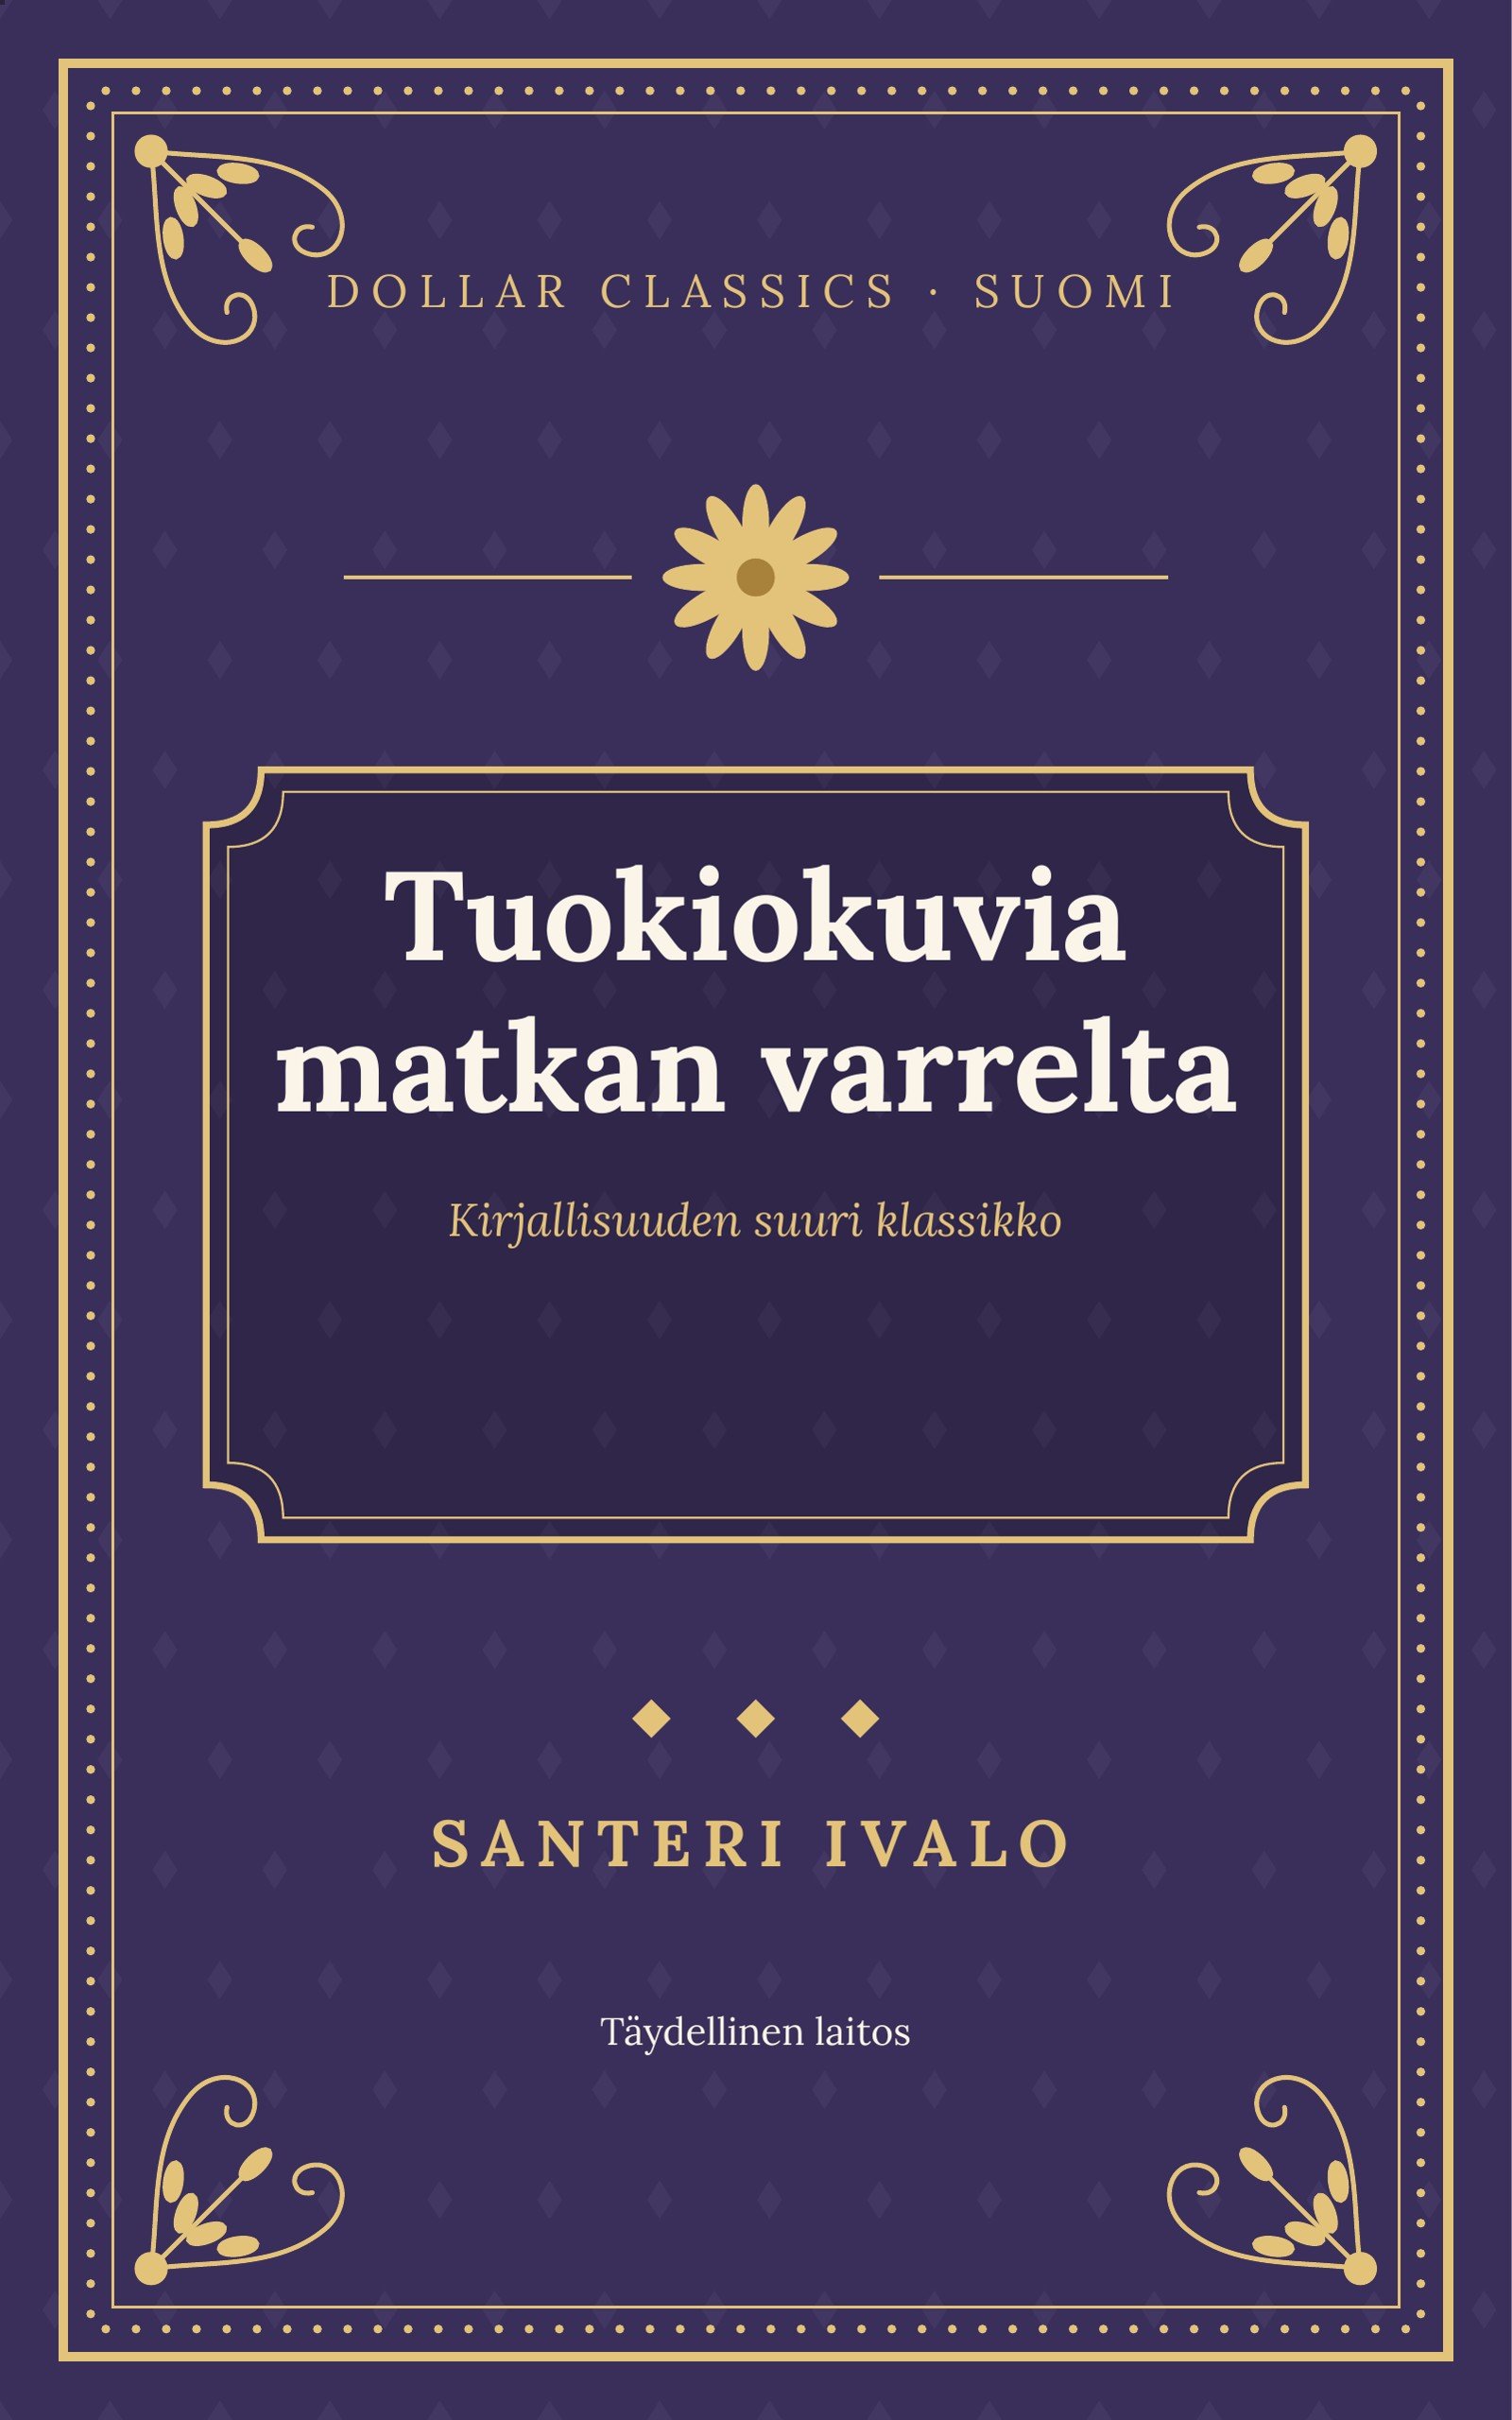 DOLLAR CLASSICS · SUOMI
Tuokiokuvia
matkan varrelta
Kirjallisuuden suuri klassikko
SANTERI IVALO
Täydellinen laitos